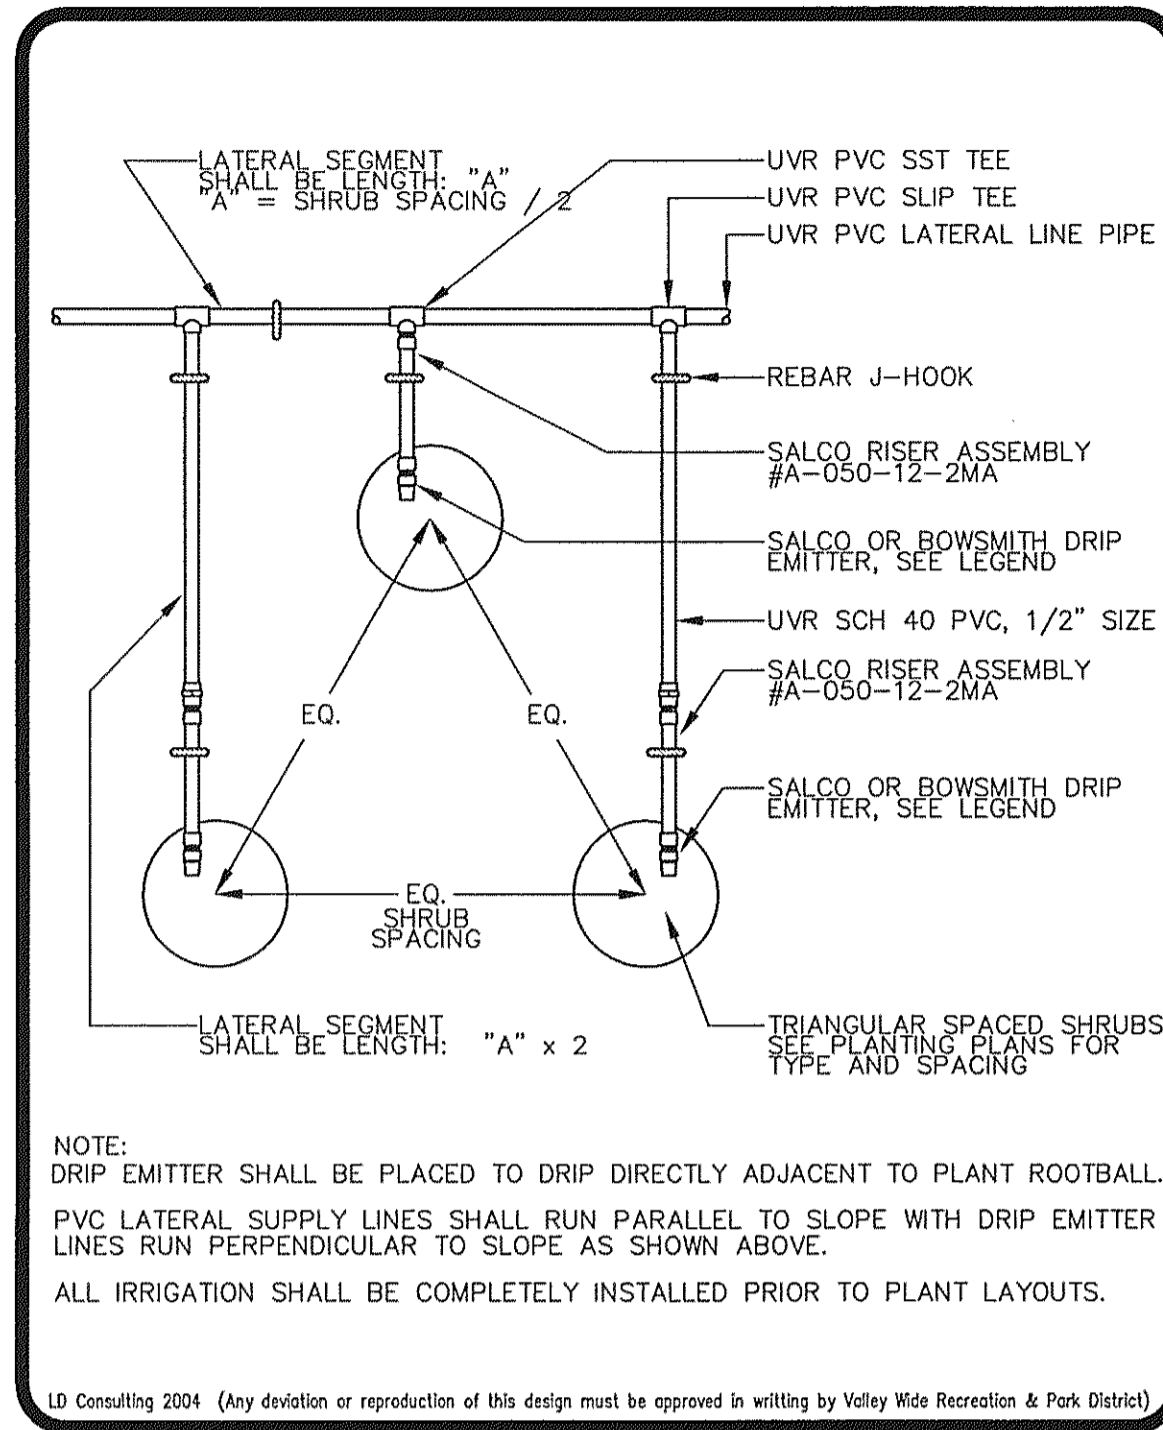 LATERAL SEGMENT
SHALL BE LENGTH: "A"
"A" = SHRUB SPACING / 2
UVR PVC SST TEE
UVR PVC SLIP TEE
UVR PVC LATERAL LINE PIPE
REBAR J-HOOK
SALCO RISER ASSEMBLY
#A-050-12-2MA
SALCO OR BOWSMITH DRIP
EMITTER, SEE LEGEND
UVR SCH 40 PVC, 1/2" SIZE
SALCO RISER ASSEMBLY
#A-050-12-2MA
EQ.
EQ.
SALCO OR BOWSMITH DRIP
EMITTER, SEE LEGEND
EQ.
SHRUB
SPACING
LATERAL SEGMENT
SHALL BE LENGTH: "A" x 2
TRIANGULAR SPACED SHRUBS
SEE PLANTING PLANS FOR
TYPE AND SPACING
NOTE:
DRIP EMITTER SHALL BE PLACED TO DRIP DIRECTLY ADJACENT TO PLANT ROOTBALL.
PVC LATERAL SUPPLY LINES SHALL RUN PARALLEL TO SLOPE WITH DRIP EMITTER
LINES RUN PERPENDICULAR TO SLOPE AS SHOWN ABOVE.
ALL IRRIGATION SHALL BE COMPLETELY INSTALLED PRIOR TO PLANT LAYOUTS.
LD Consulting 2004 (Any deviation or reproduction of this design must be approved in writting by Valley Wide Recreation & Park District)